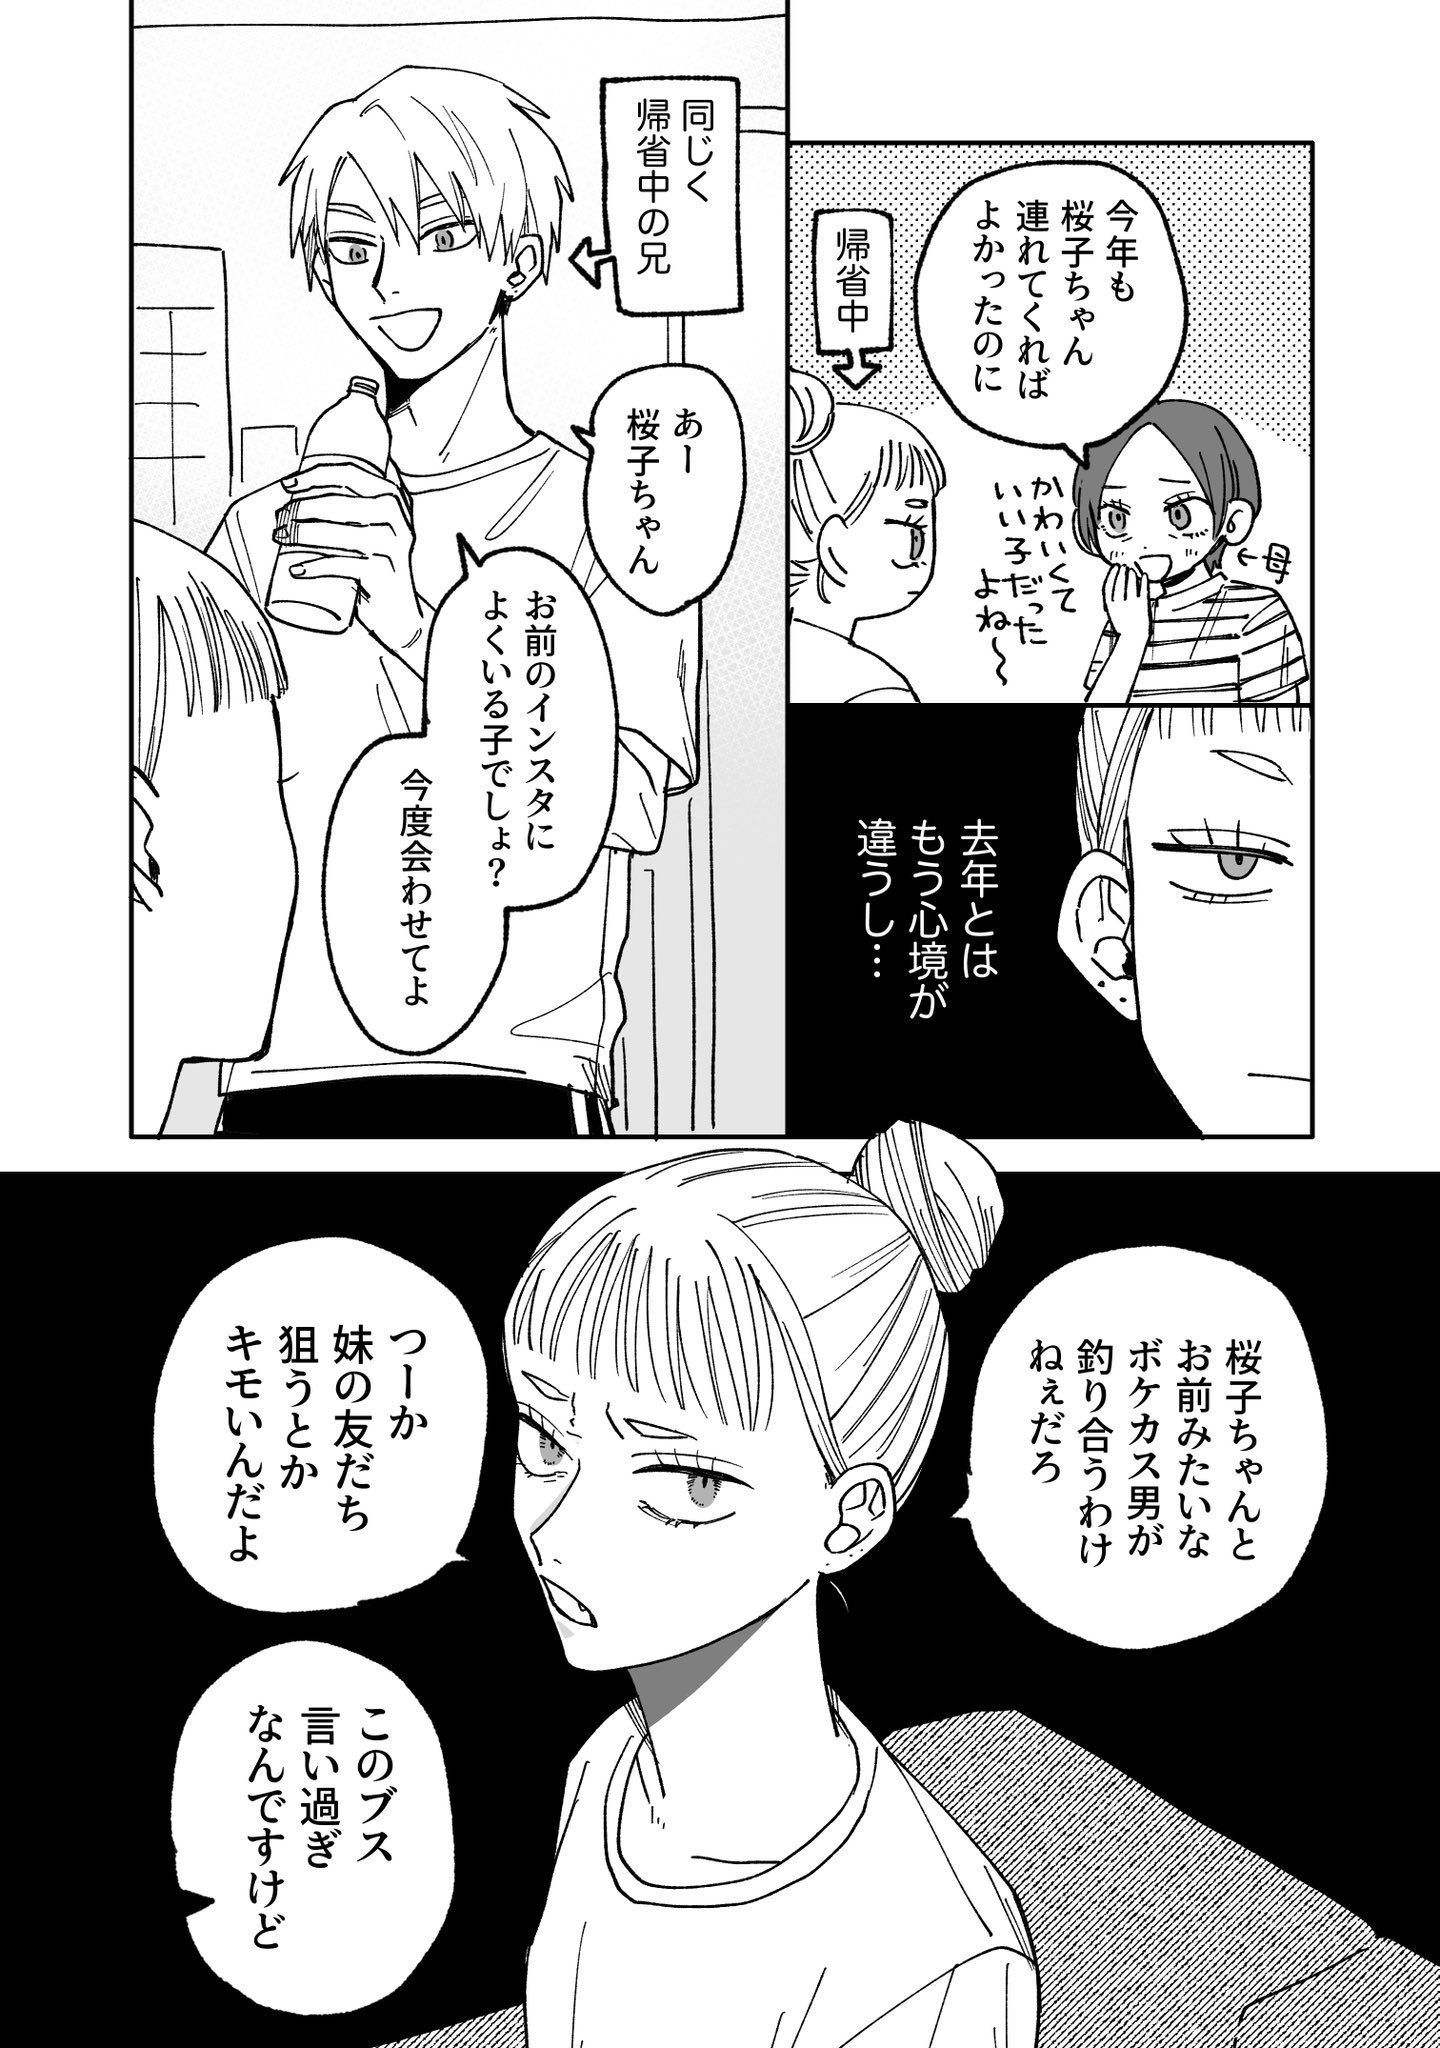 今年も
桜子ちゃん
連れてくれば
よかったのに
帰省中
かわいくて
いい子だった
よね〜
母
去年とは
もう心境が
違うし…
同じく
帰省中の兄
あー
桜子ちゃん
お前のインスタに
よくいる子でしょ?
今度会わせてよ
桜子ちゃんと
お前みたいな
ボケカス男が
釣り合うわけ
ねぇだろ
つーか
妹の友だち
狙うとか
キモいんだよ
このブス
言い過ぎ
なんですけど